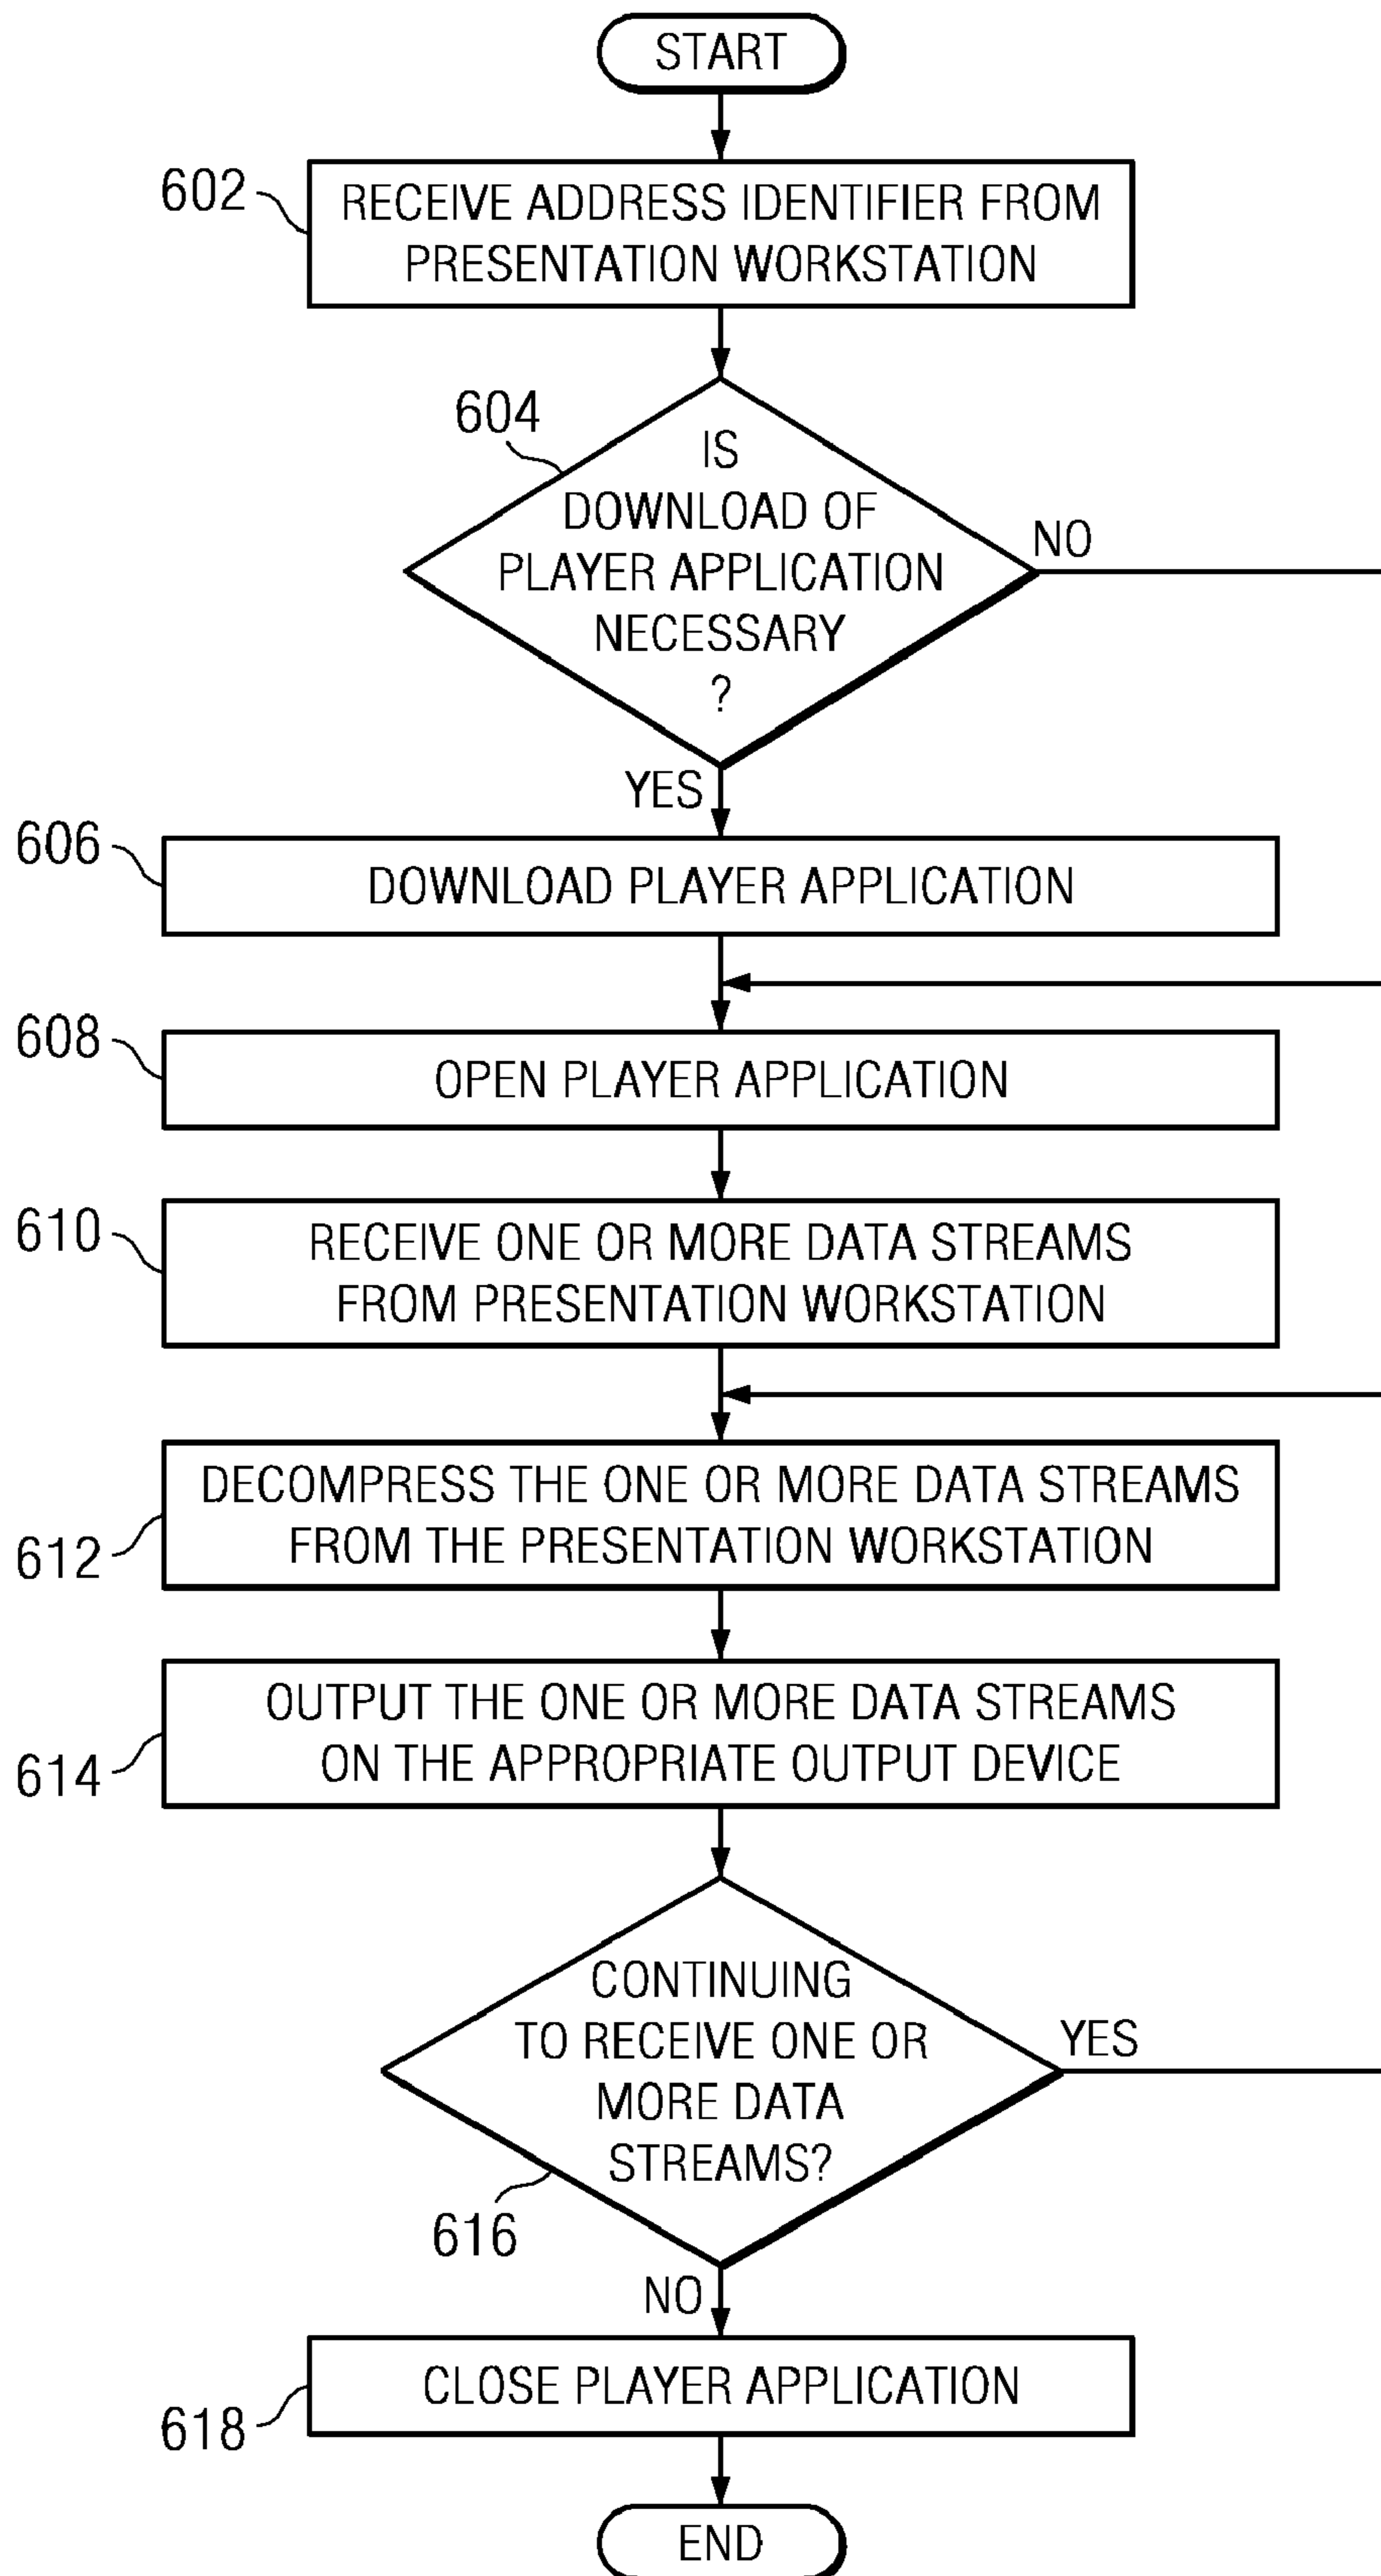 START
602
RECEIVE ADDRESS IDENTIFIER FROM
PRESENTATION WORKSTATION
604
IS
DOWNLOAD OF
PLAYER APPLICATION
NECESSARY
?
NO
YES
606
DOWNLOAD PLAYER APPLICATION
608
OPEN PLAYER APPLICATION
610
RECEIVE ONE OR MORE DATA STREAMS
FROM PRESENTATION WORKSTATION
612
DECOMPRESS THE ONE OR MORE DATA STREAMS
FROM THE PRESENTATION WORKSTATION
614
OUTPUT THE ONE OR MORE DATA STREAMS
ON THE APPROPRIATE OUTPUT DEVICE
616
CONTINUING
TO RECEIVE ONE OR
MORE DATA
STREAMS?
YES
NO
618
CLOSE PLAYER APPLICATION
END